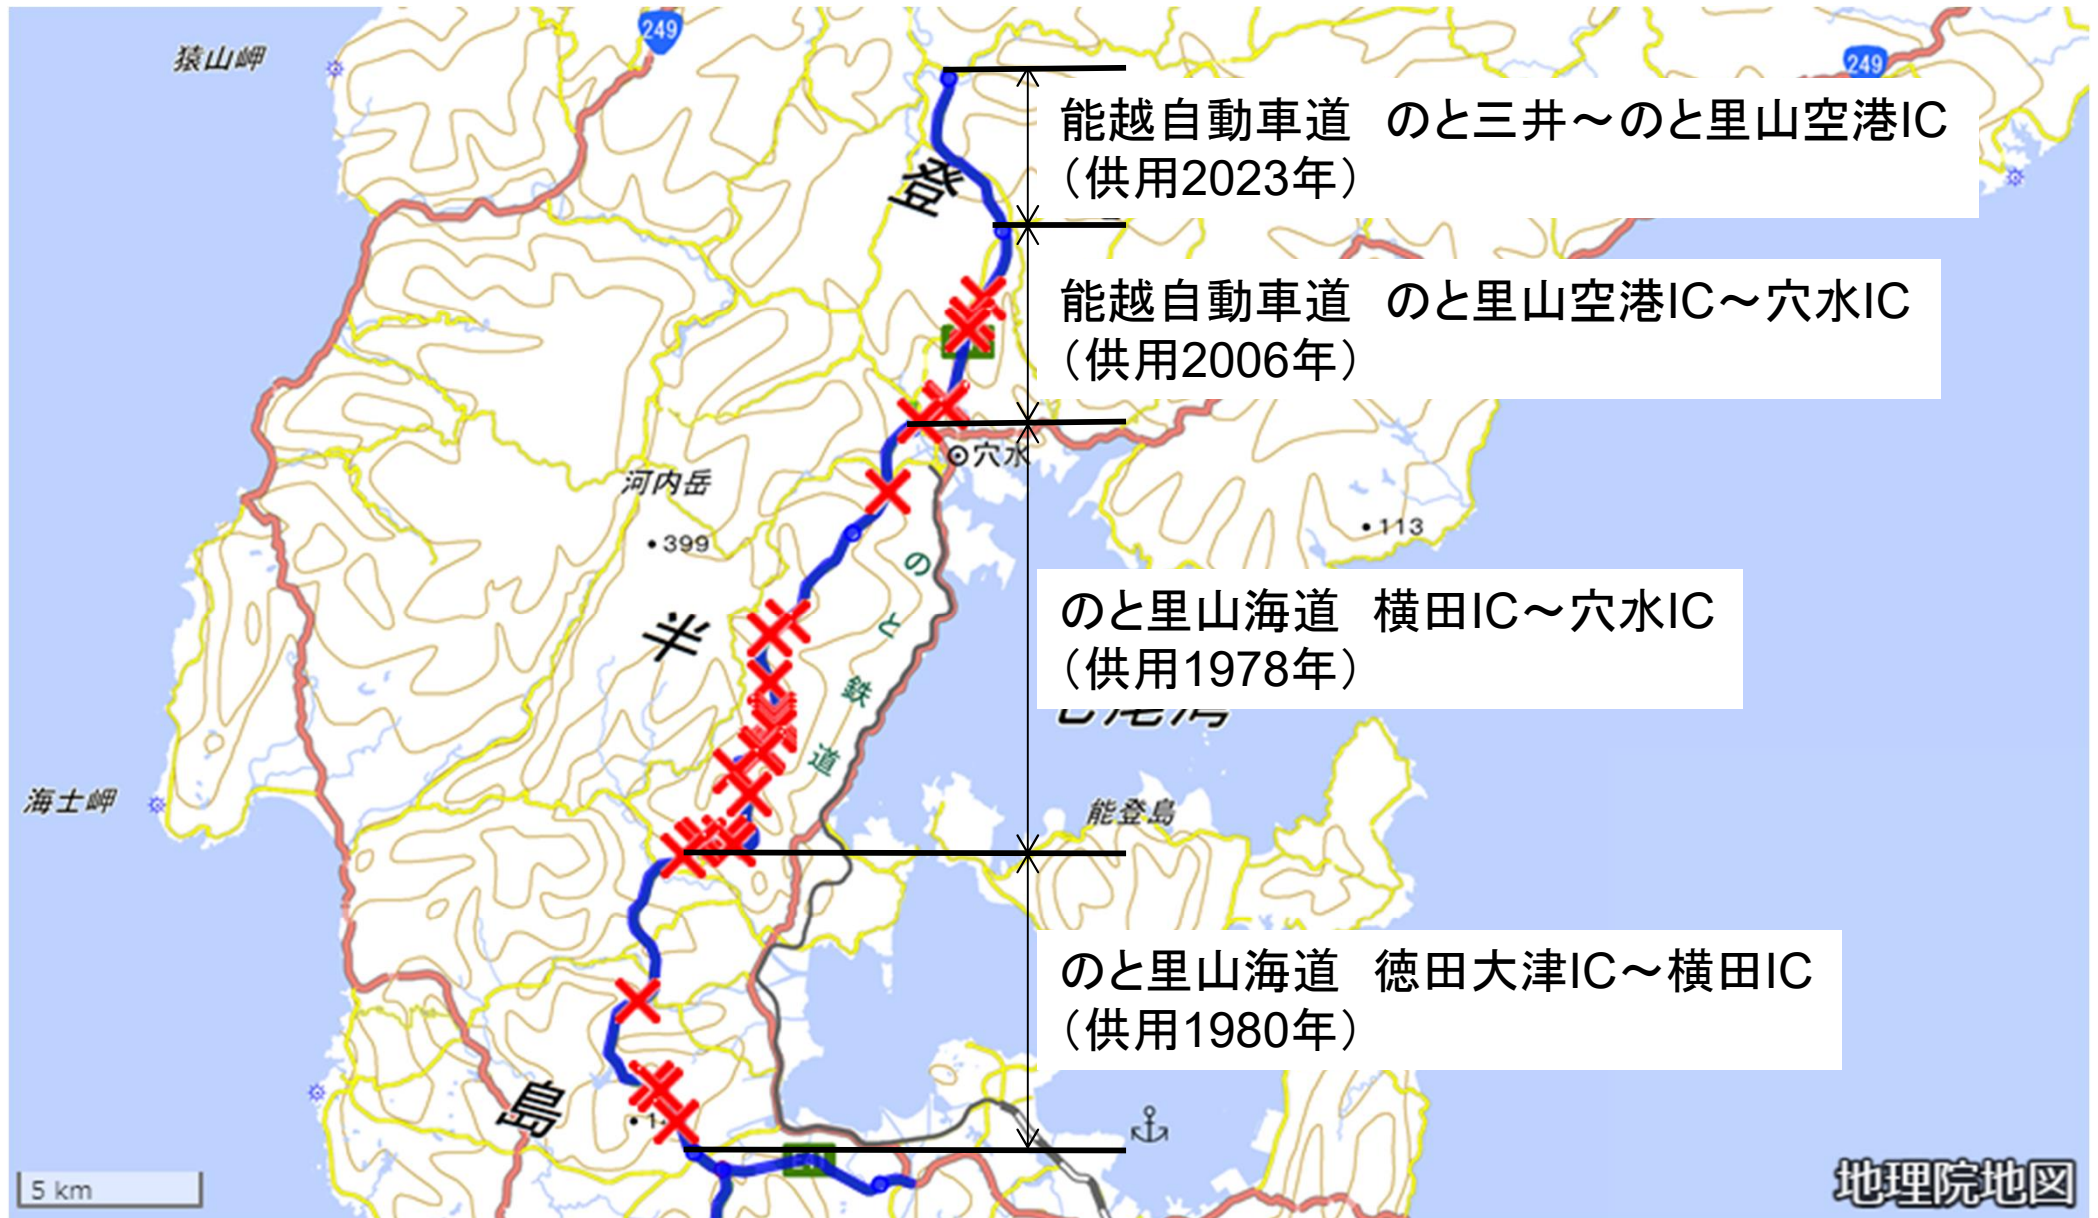 249
猿山岬
249
能越自動車道　のと三井～のと里山空港IC
（供用2023年）
登
能越自動車道　のと里山空港IC～穴水IC
（供用2006年）
穴水
河内岳
399
113
のと鉄道
半
のと里山海道　横田IC～穴水IC
（供用1978年）
海士岬
能登島
のと里山海道　徳田大津IC～横田IC
（供用1980年）
島
5 km
地理院地図